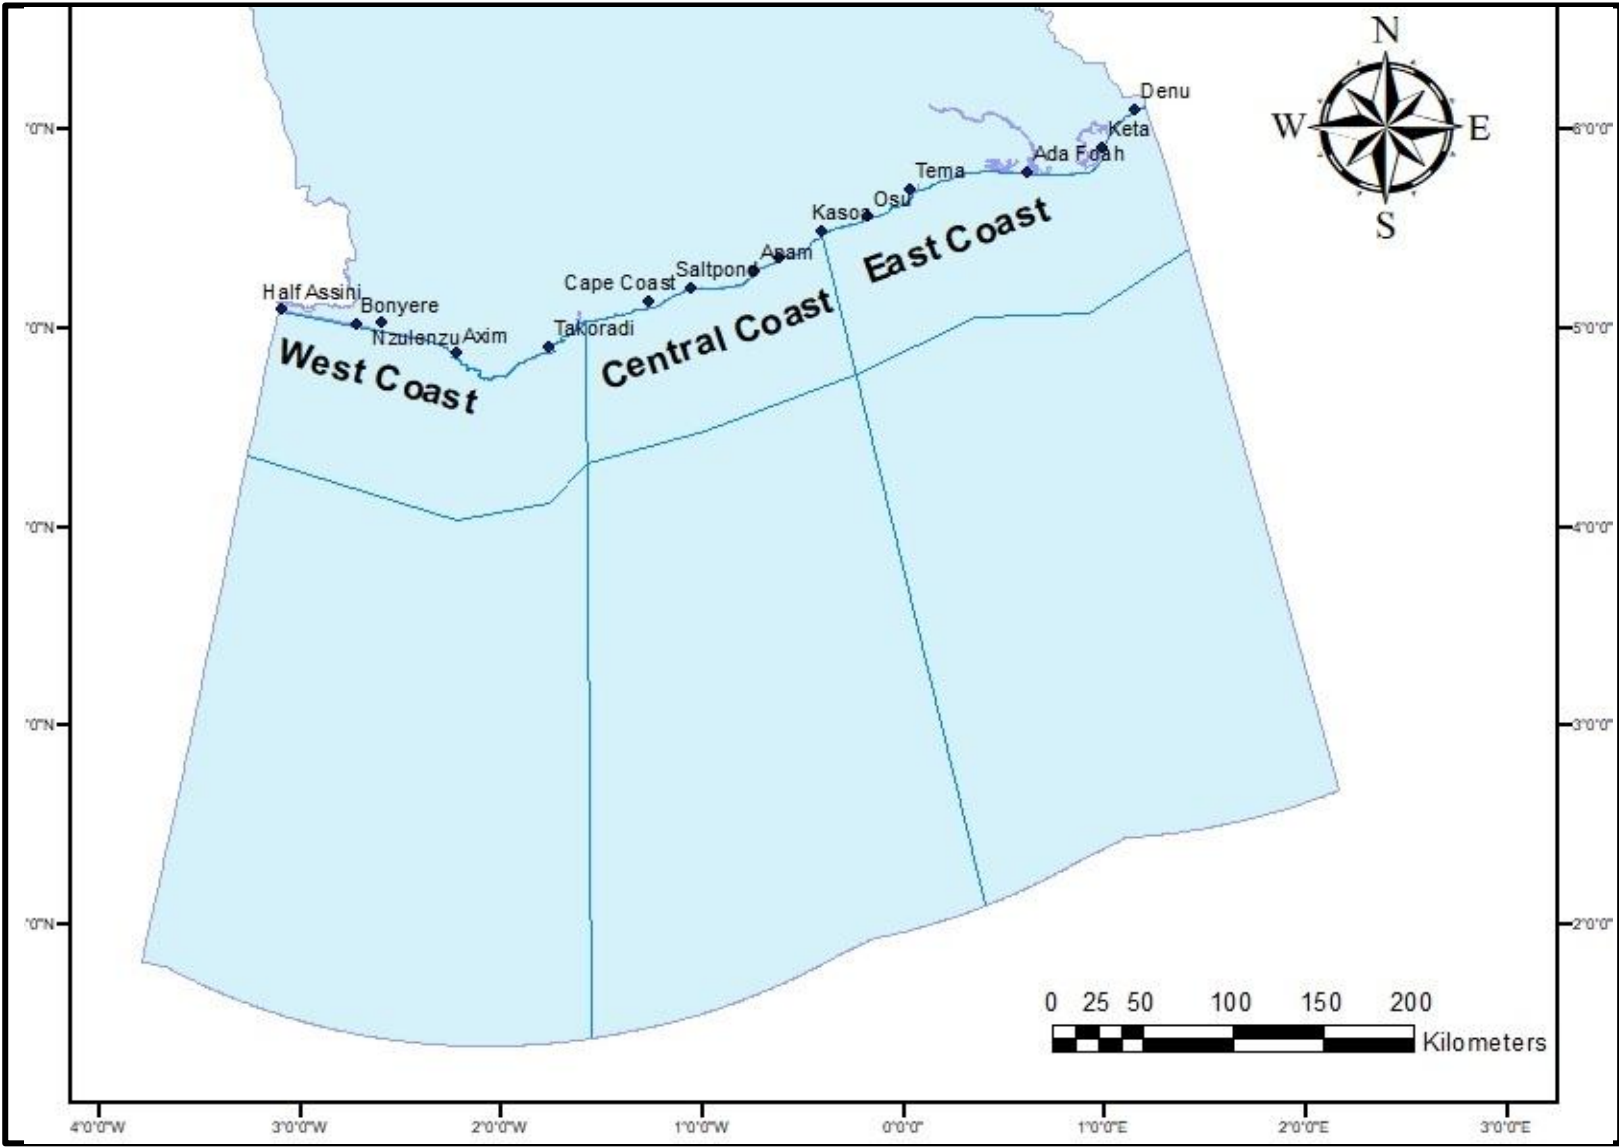 N
W
E
S
Denu
Keta
Ada Foah
Tema
Osu
Kasoa
Apam
Saltpond
Cape Coast
Takoradi
Half Assini
Bonyere
Nzulenzu
Axim
East Coast
Central Coast
West Coast
°0'"N
6°0'0"
°0'"N
5°0'0"
°0'"N
4°0'0"
°0'"N
3°0'0"
°0'"N
2°0'0"
0 25 50 100 150 200
Kilometers
4°0'0"W 3°0'0"W 2°0'0"W 1°0'0"W 0°0'0" 1°0'0"E 2°0'0"E 3°0'0"E